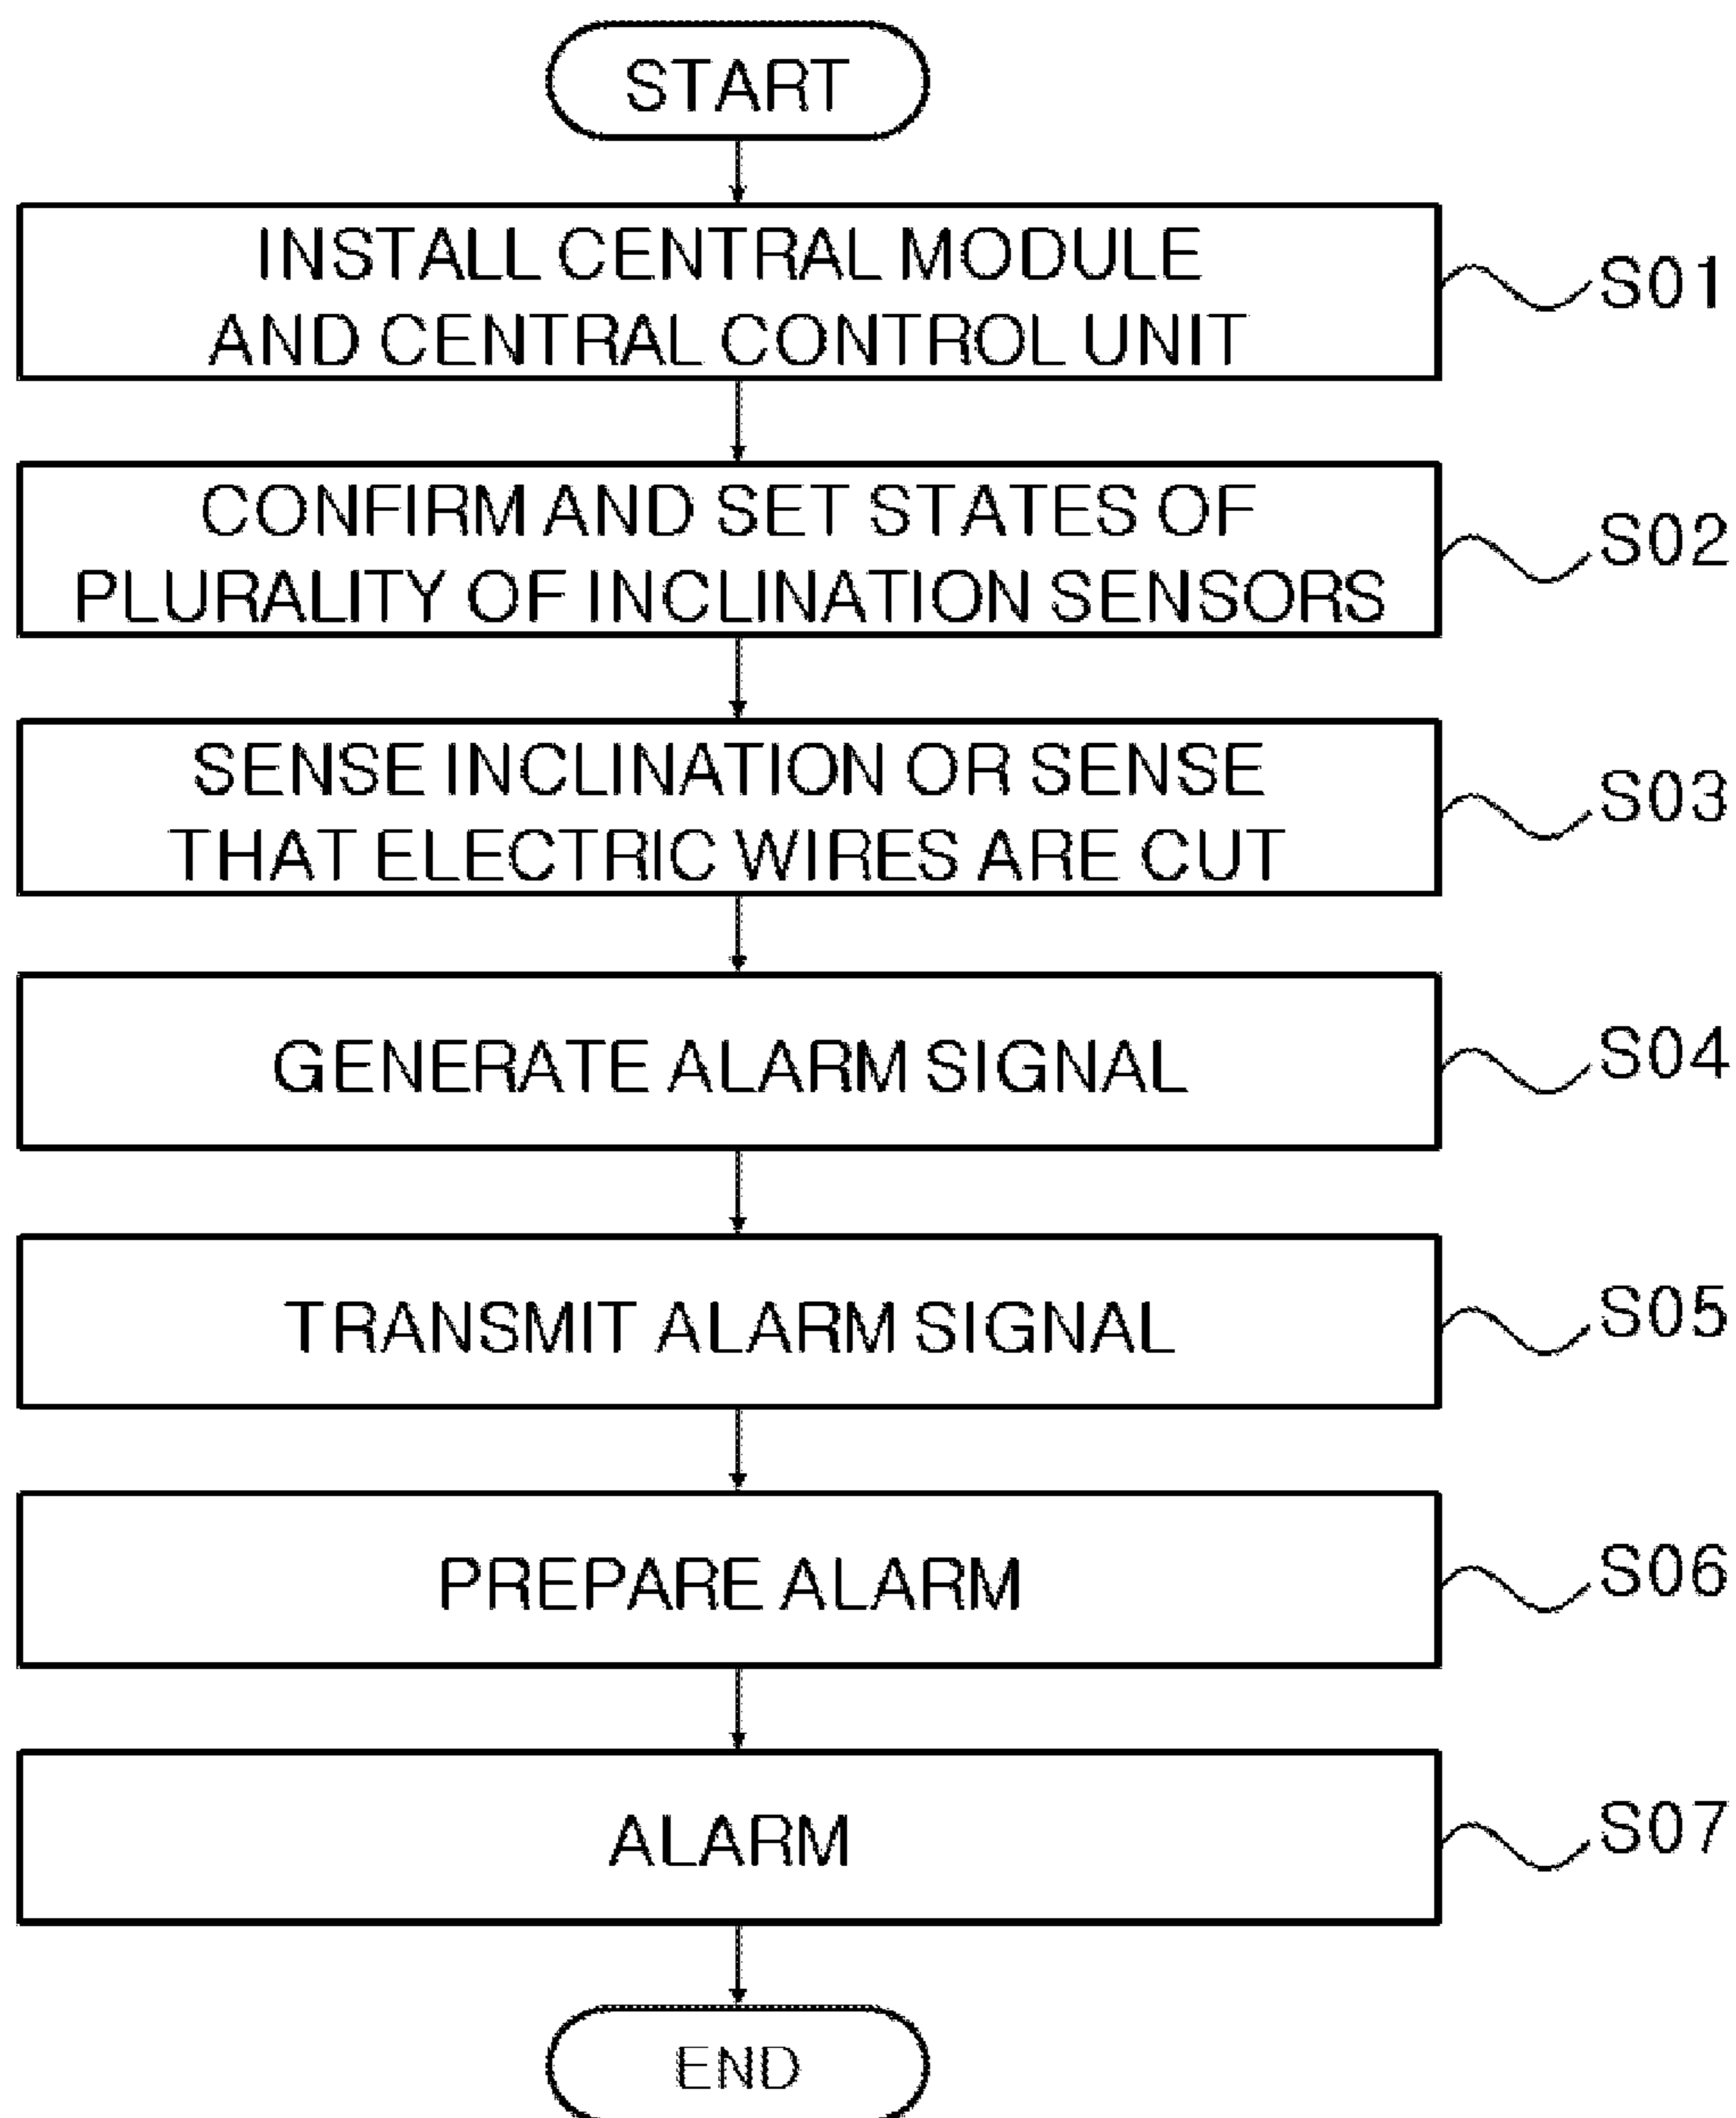 START
INSTALL CENTRAL MODULE
AND CENTRAL CONTROL UNIT
S01
CONFIRM AND SET STATES OF
PLURALITY OF INCLINATION SENSORS
S02
SENSE INCLINATION OR SENSE
THAT ELECTRIC WIRES ARE CUT
S03
GENERATE ALARM SIGNAL
S04
TRANSMIT ALARM SIGNAL
S05
PREPARE ALARM
S06
ALARM
S07
END